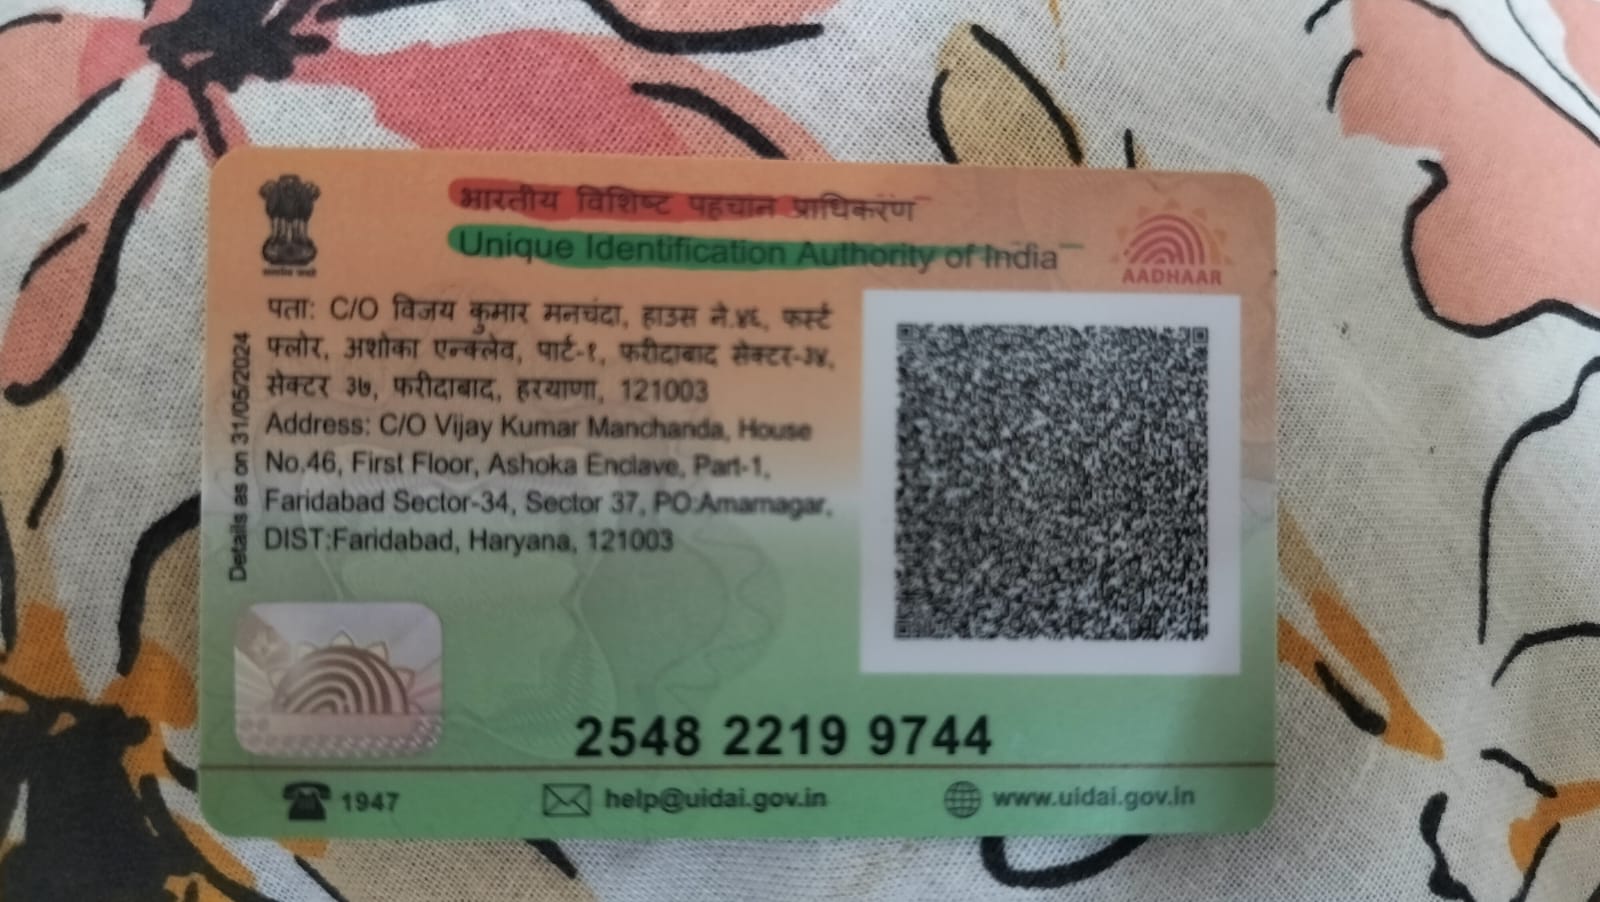 भारतीय विशिष्ट पहचान प्राधिकरण
Unique Identification Authority of India
AADHAAR
Details as on 31/05/2024
पता: C/O विजय कुमार मनचंदा, हाउस ने.४६, फर्स्ट
फ्लोर, अशोका एन्क्लेव, पार्ट-१, फरीदाबाद सेक्टर-३४,
सेक्टर ३७, फरीदाबाद, हरयाणा, 121003
Address: C/O Vijay Kumar Manchanda, House
No.46, First Floor, Ashoka Enclave, Part-1,
Faridabad Sector-34, Sector 37, PO:Amarnagar,
DIST:Faridabad, Haryana, 121003
2548 2219 9744
1947
help@uidai.gov.in
www.uidai.gov.in